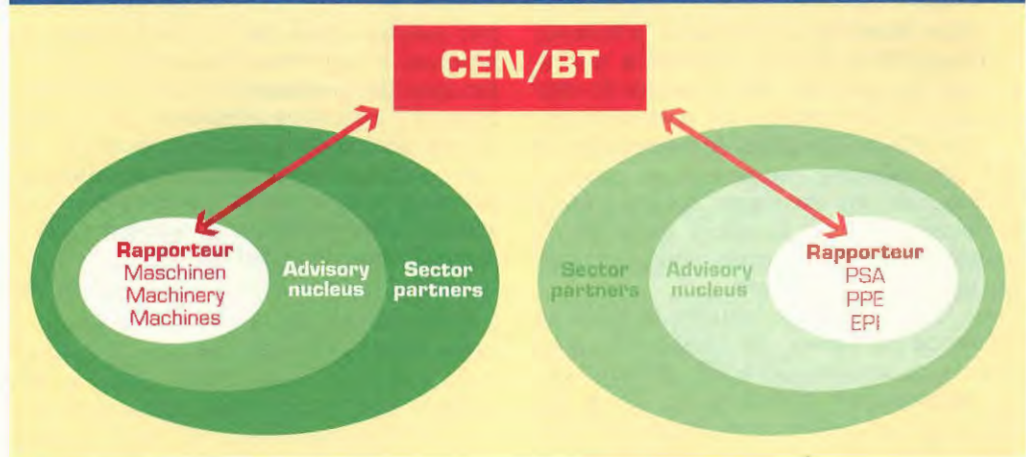 CEN/BT
Rapporteur
Maschinen
Machinery
Machines
Advisory
nucleus
Sector
partners
Sector
partners
Advisory
nucleus
Rapporteur
PSA
PPE
EPI